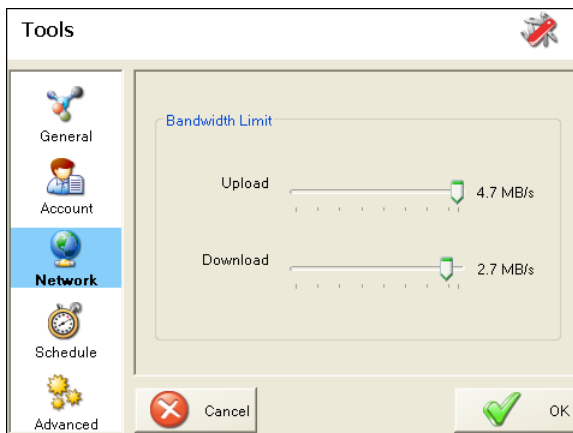 Tools
General
Account
Network
Schedule
Advanced
Bandwidth Limit
Upload 4.7 MB/s
Download 2.7 MB/s
Cancel
OK